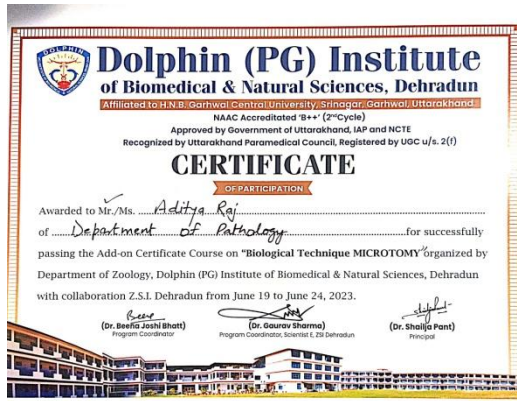 DOLPHIN
Dolphin (PG) Institute
of Biomedical & Natural Sciences, Dehradun
Affiliated to H.N.B. Garhwal Central University, Srinagar, Garhwal, Uttarakhand
NAAC Accredited 'B++' (2nd Cycle)
Approved by Government of Uttarakhand, IAP and NCTE
Recognized by Uttarakhand Paramedical Council, Registered by UGC u/s. 2(f)
CERTIFICATE
OF PARTICIPATION
Awarded to Mr./Ms. Aditya Raj
of Department of Pathology for successfully
passing the Add-on Certificate Course on "Biological Technique MICROTOMY" organized by
Department of Zoology, Dolphin (PG) Institute of Biomedical & Natural Sciences, Dehradun
with collaboration Z.S.I. Dehradun from June 19 to June 24, 2023.
(Dr. Beena Joshi Bhatt) (Dr. Gaurav Sharma) (Dr. Shailja Pant)
Program Coordinator Program Coordinator, Scientist E, ZSI Dehradun Principal